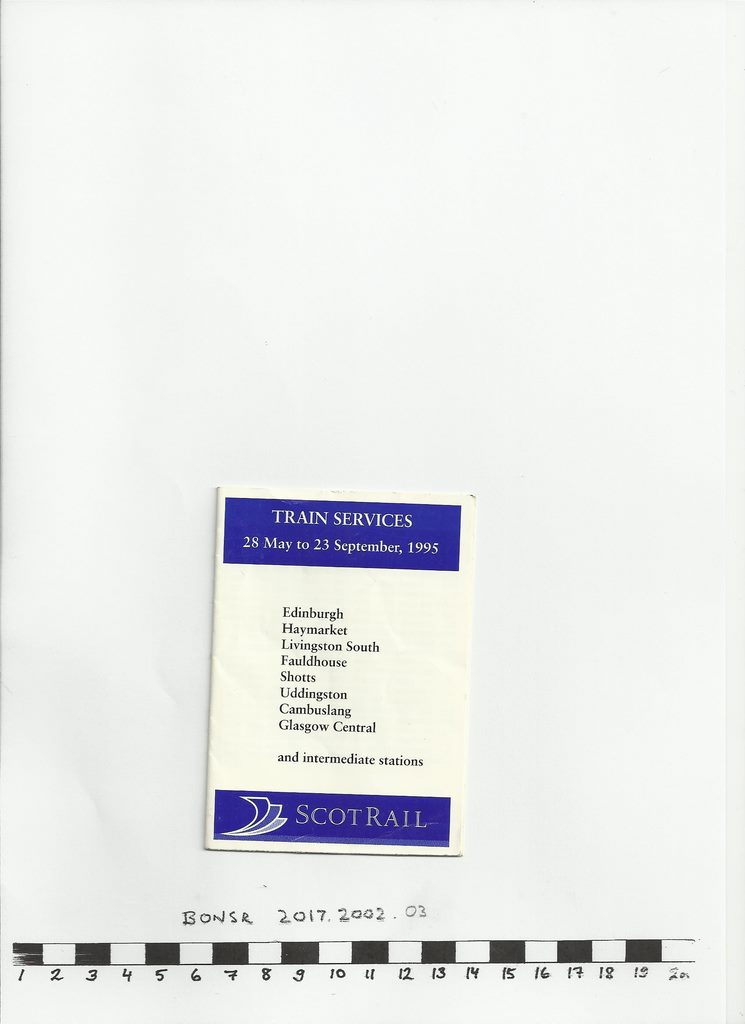 TRAIN SERVICES
28 May to 23 September, 1995
Edinburgh
Haymarket
Livingston South
Fauldhouse
Shotts
Uddingston
Cambuslang
Glasgow Central
and intermediate stations
SCOTRAIL
BONSR 2017.2002.03
1 2 3 4 5 6 7 8 9 10 11 12 13 14 15 16 17 18 19 20